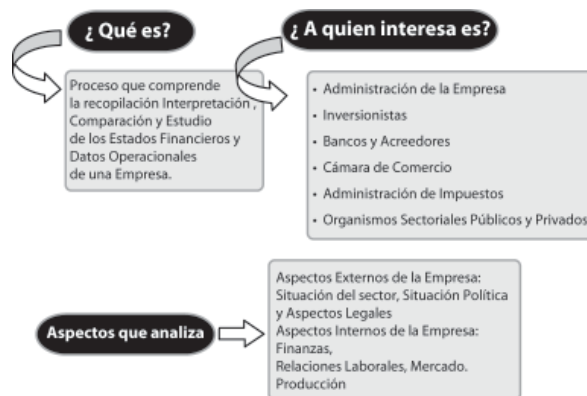 ¿ Qué es?
Proceso que comprende
la recopilación Interpretación ,
Comparación y Estudio
de los Estados Financieros y
Datos Operacionales
de una Empresa.
¿ A quien interesa es?
• Administración de la Empresa
• Inversionistas
• Bancos y Acreedores
• Cámara de Comercio
• Administración de Impuestos
• Organismos Sectoriales Públicos y Privados
Aspectos que analiza
Aspectos Externos de la Empresa:
Situación del sector, Situación Política
y Aspectos Legales
Aspectos Internos de la Empresa:
Finanzas,
Relaciones Laborales, Mercado.
Producción